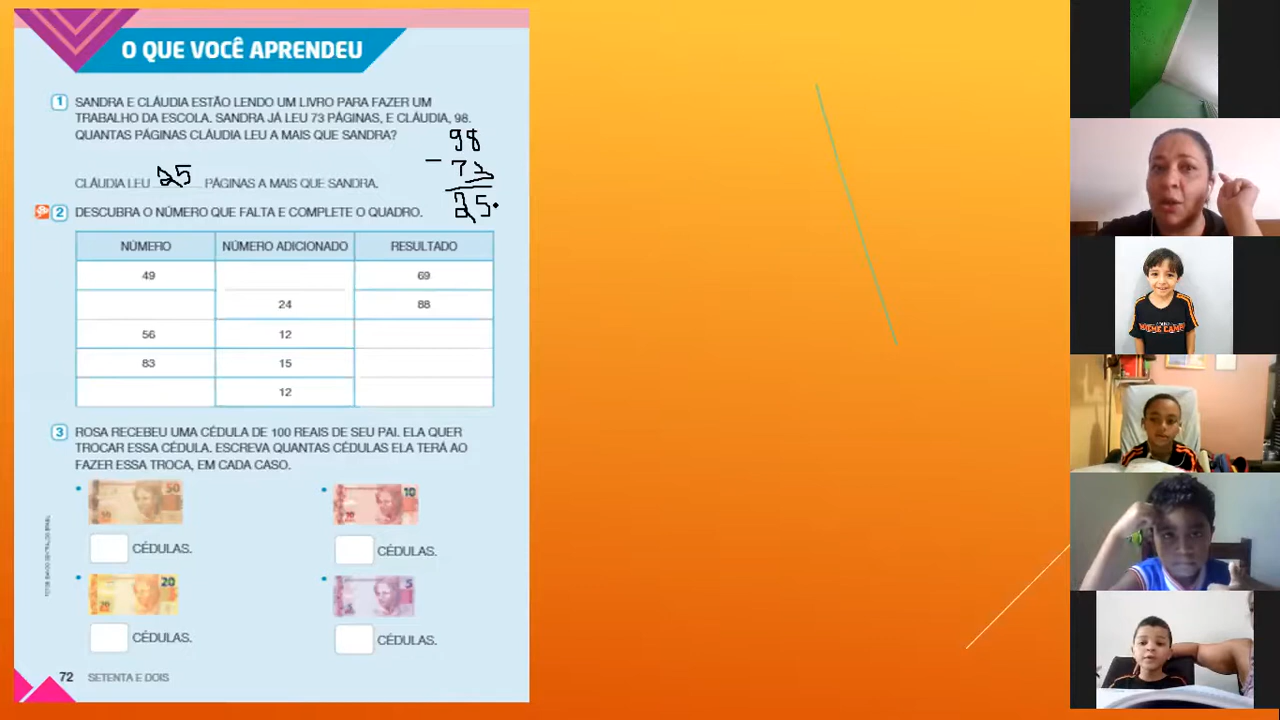 O QUE VOCÊ APRENDEU
1 SANDRA E CLÁUDIA ESTÃO LENDO UM LIVRO PARA FAZER UM
TRABALHO DA ESCOLA. SANDRA JÁ LEU 73 PÁGINAS, E CLÁUDIA, 98.
QUANTAS PÁGINAS CLÁUDIA LEU A MAIS QUE SANDRA?
98
- 73
25
CLÁUDIA LEU 25 PÁGINAS A MAIS QUE SANDRA.
2 DESCUBRA O NÚMERO QUE FALTA E COMPLETE O QUADRO.
NÚMERO NÚMERO ADICIONADO RESULTADO
49 69
24 88
56 12
83 15
12
3 ROSA RECEBEU UMA CÉDULA DE 100 REAIS DE SEU PAI. ELA QUER
TROCAR ESSA CÉDULA. ESCREVA QUANTAS CÉDULAS ELA TERÁ AO
FAZER ESSA TROCA, EM CADA CASO.
50 10
CÉDULAS. CÉDULAS.
20 5
CÉDULAS. CÉDULAS.
72 SETENTA E DOIS